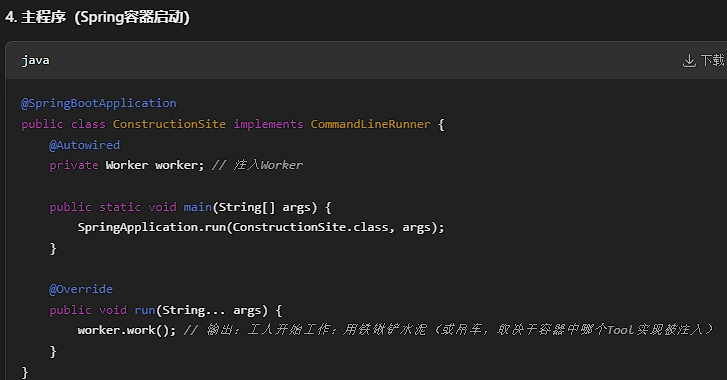 4. 主程序（Spring容器启动）
java
下载
@SpringBootApplication
public class ConstructionSite implements CommandLineRunner {
    @Autowired
    private Worker worker; // 注入Worker
    public static void main(String[] args) {
        SpringApplication.run(ConstructionSite.class, args);
    }
    @Override
    public void run(String... args) {
        worker.work(); // 输出：工人开始工作：用铁锹铲水泥（或吊车，取决于容器中哪个Tool实现被注入）
    }
}